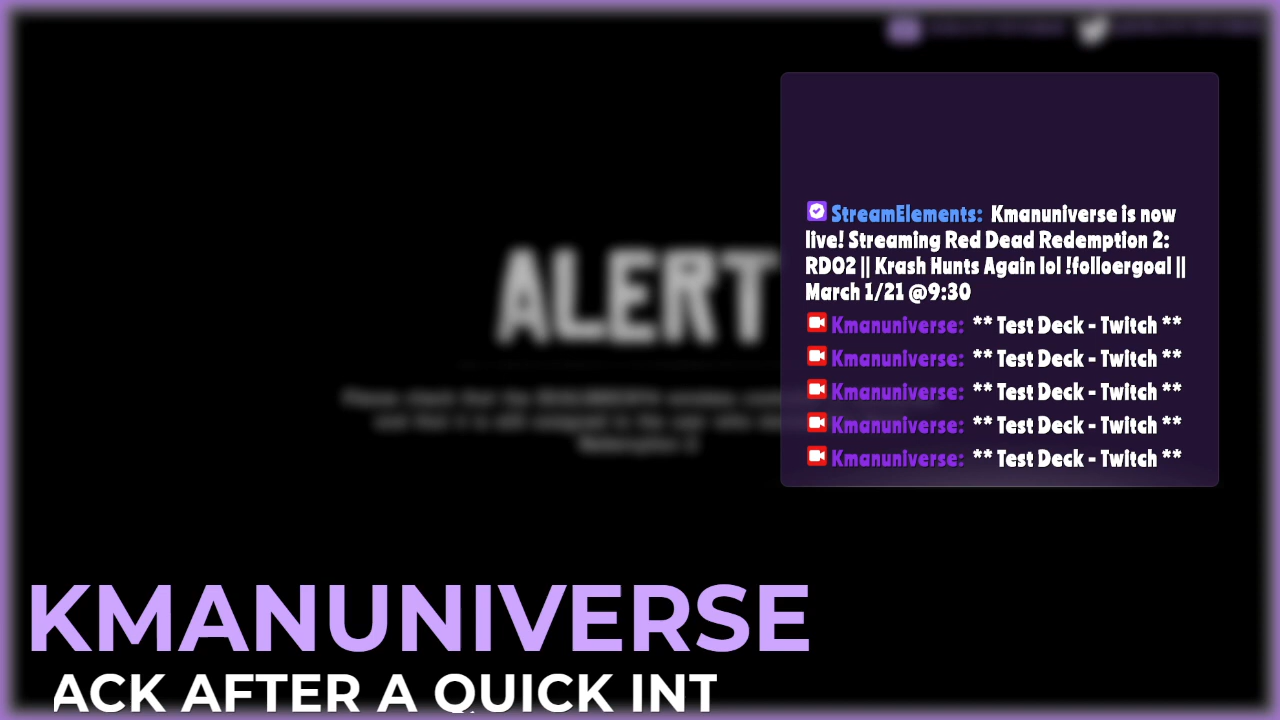 ALERT
StreamElements: Kmanuniverse is now
live! Streaming Red Dead Redemption 2:
RDO2 || Krash Hunts Again lol !folloergoal ||
March 1/21 @9:30
Kmanuniverse: ** Test Deck - Twitch **
Kmanuniverse: ** Test Deck - Twitch **
Kmanuniverse: ** Test Deck - Twitch **
Kmanuniverse: ** Test Deck - Twitch **
Kmanuniverse: ** Test Deck - Twitch **
KMANUNIVERSE
ACK AFTER A QUICK INT